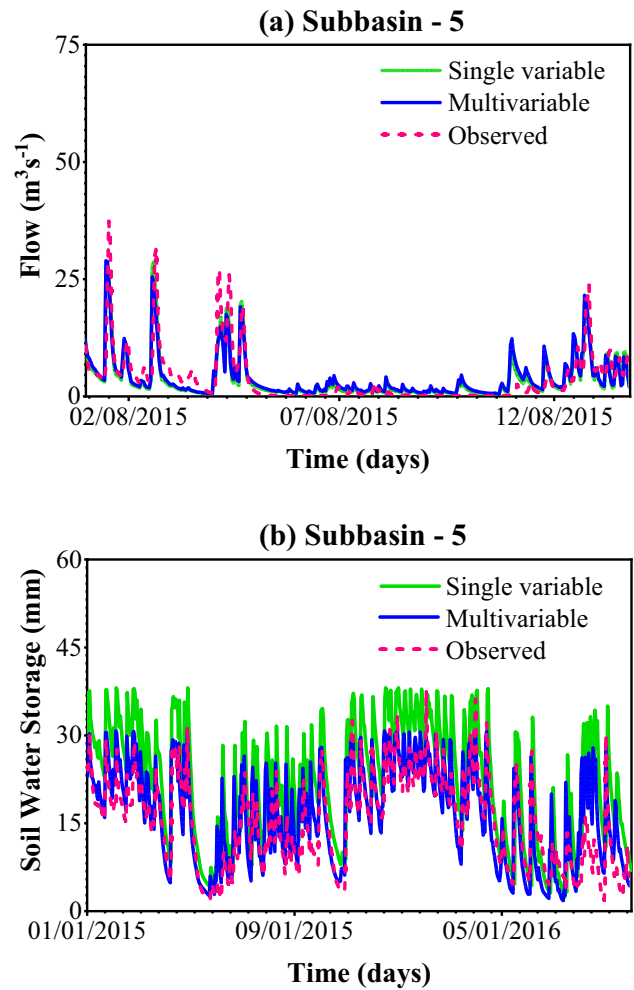 (a) Subbasin - 5
75
50
25
0
Flow (m³s⁻¹)
Single variable
Multivariable
Observed
02/08/2015
07/08/2015
12/08/2015
Time (days)
(b) Subbasin - 5
60
45
30
15
0
Soil Water Storage (mm)
Single variable
Multivariable
Observed
01/01/2015
09/01/2015
05/01/2016
Time (days)